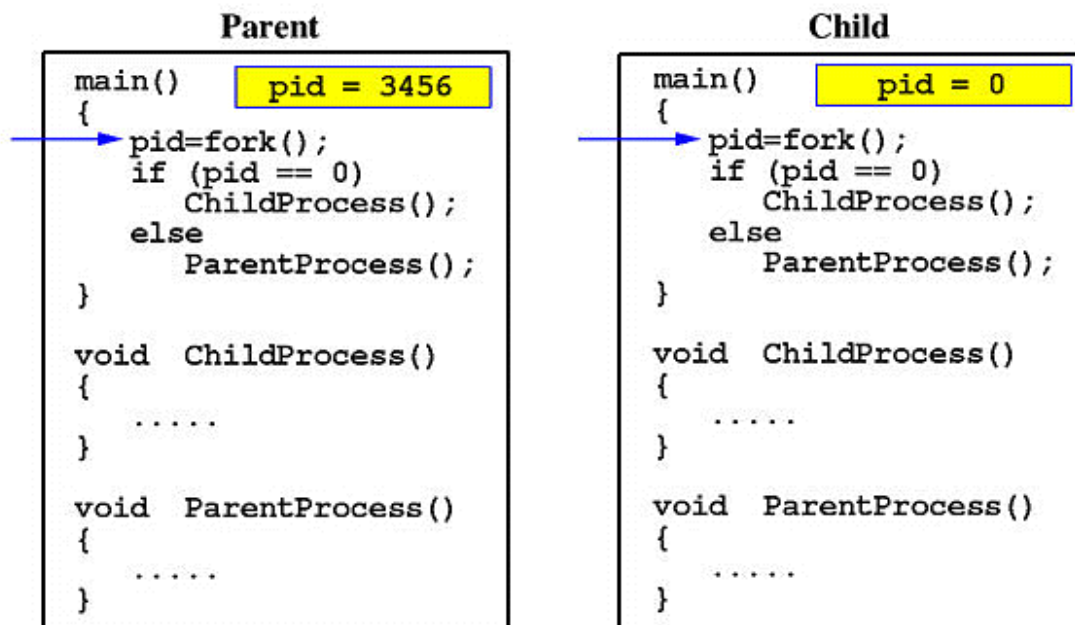 Parent
main()
pid = 3456
{
pid=fork();
if (pid == 0)
ChildProcess();
else
ParentProcess();
}
void ChildProcess()
{
.....
}
void ParentProcess()
{
.....
}
Child
main()
pid = 0
{
pid=fork();
if (pid == 0)
ChildProcess();
else
ParentProcess();
}
void ChildProcess()
{
.....
}
void ParentProcess()
{
.....
}